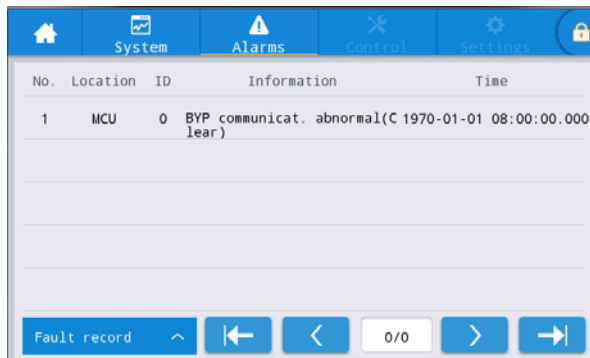 System Alarms Control Settings
No. Location ID Information Time
1 MCU 0 BYP communicat. abnormal(C 1970-01-01 08:00:00.000
lear)
Fault record 0/0